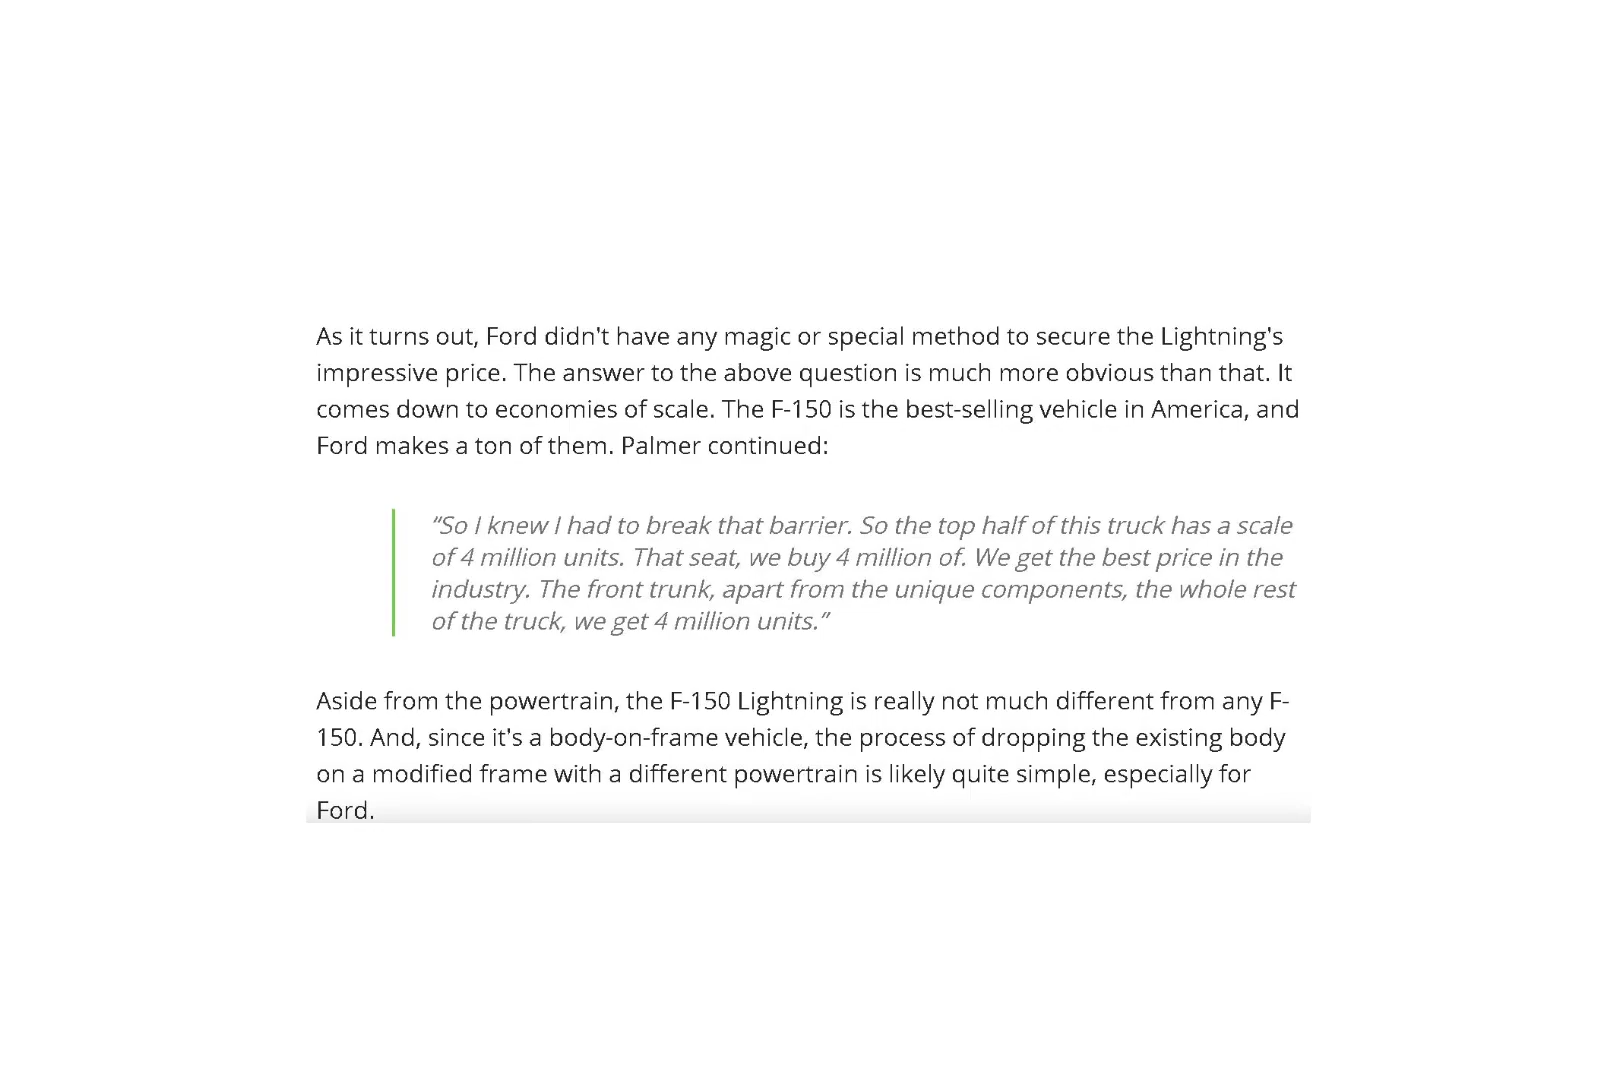 As it turns out, Ford didn't have any magic or special method to secure the Lightning's
impressive price. The answer to the above question is much more obvious than that. It
comes down to economies of scale. The F-150 is the best-selling vehicle in America, and
Ford makes a ton of them. Palmer continued:
“So I knew I had to break that barrier. So the top half of this truck has a scale
of 4 million units. That seat, we buy 4 million of. We get the best price in the
industry. The front trunk, apart from the unique components, the whole rest
of the truck, we get 4 million units.”
Aside from the powertrain, the F-150 Lightning is really not much different from any F-
150. And, since it's a body-on-frame vehicle, the process of dropping the existing body
on a modified frame with a different powertrain is likely quite simple, especially for
Ford.